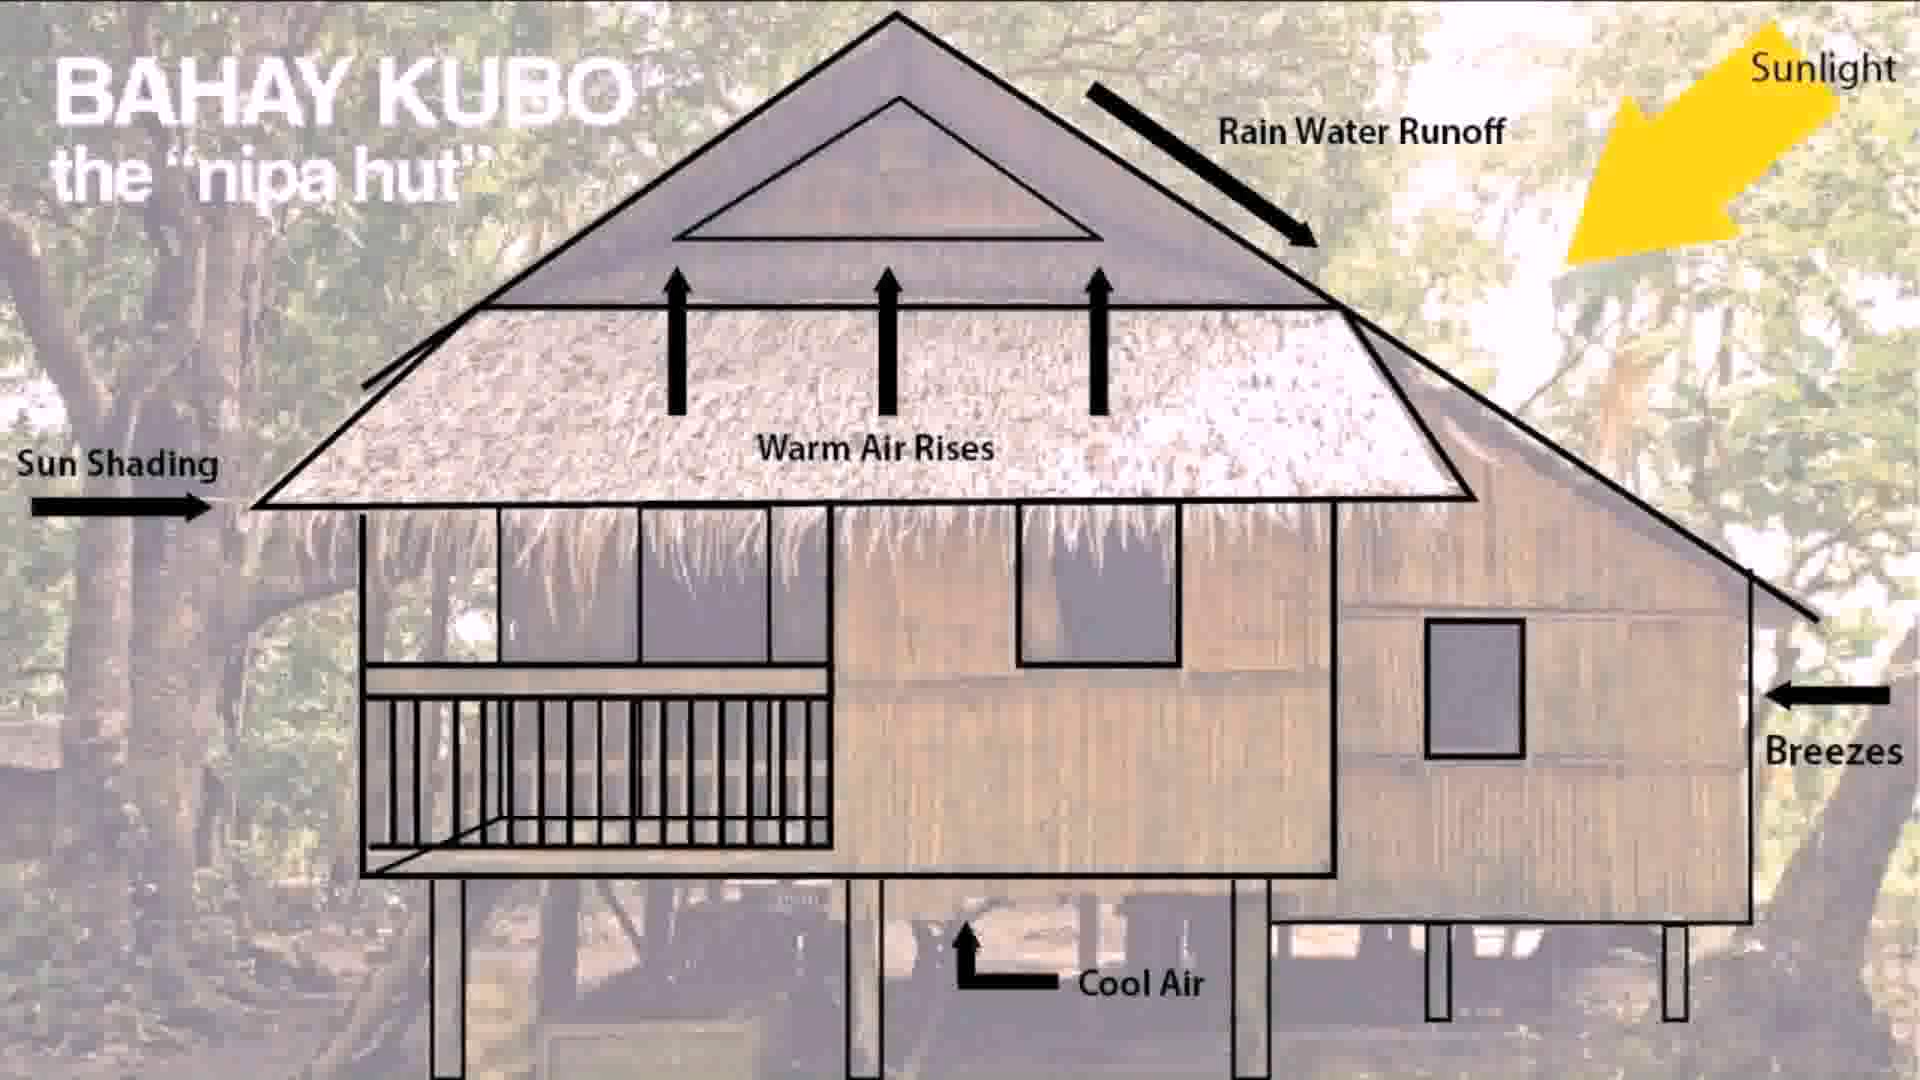 BAHAY KUBO
the “nipa hut”
Sunlight
Rain Water Runoff
Warm Air Rises
Sun Shading
Breezes
Cool Air